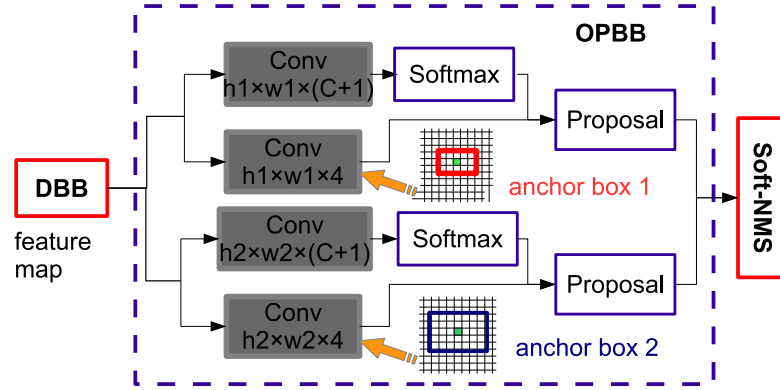 OPBB
Conv
h1×w1×(C+1)
Softmax
Proposal
Conv
h1×w1×4
anchor box 1
DBB
feature
map
Soft-NMS
Conv
h2×w2×(C+1)
Softmax
Proposal
Conv
h2×w2×4
anchor box 2